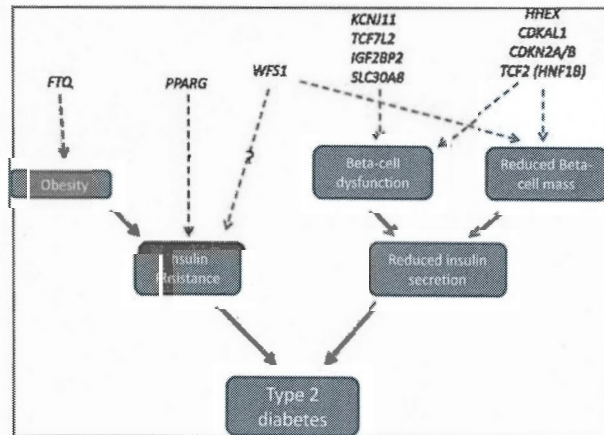 KCNJ11
TCF7L2
IGF2BP2
SLC30A8
HHEX
CDKAL1
CDKN2A/B
TCF2 (HNF1B)
FTO
PPARG
WFS1
?
Obesity
Beta-cell
dysfunction
Reduced Beta-
cell mass
Insulin
Resistance
Reduced insulin
secretion
Type 2
diabetes